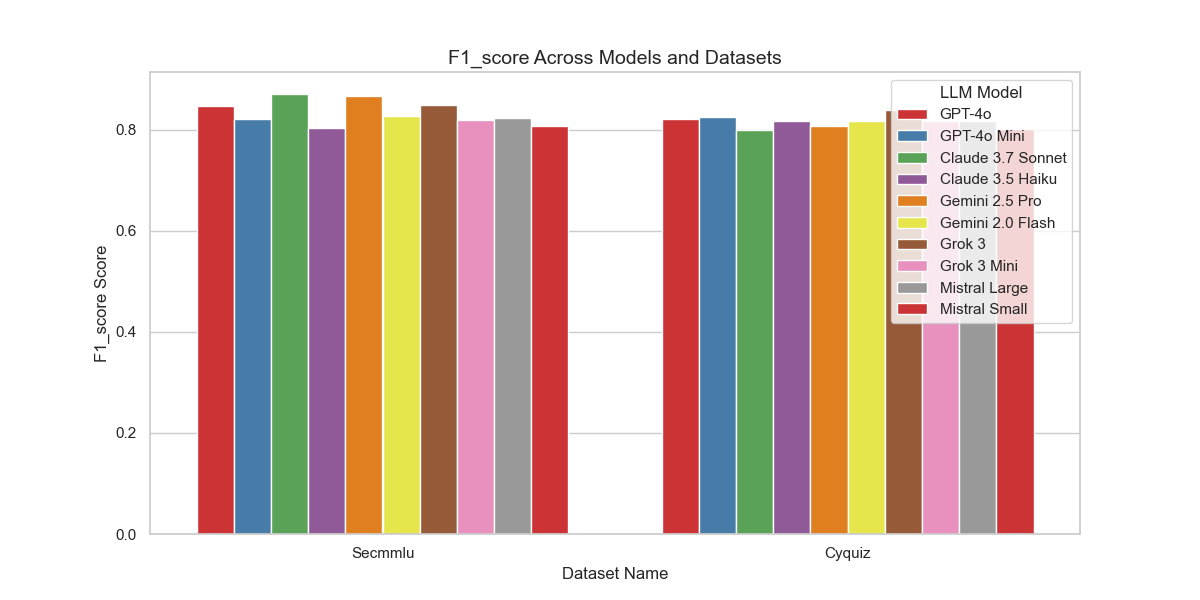 F1_score Across Models and Datasets
F1_score Score
0.8
0.6
0.4
0.2
0.0
LLM Model
GPT-4o
GPT-4o Mini
Claude 3.7 Sonnet
Claude 3.5 Haiku
Gemini 2.5 Pro
Gemini 2.0 Flash
Grok 3
Grok 3 Mini
Mistral Large
Mistral Small
Secmmlu
Cyquiz
Dataset Name